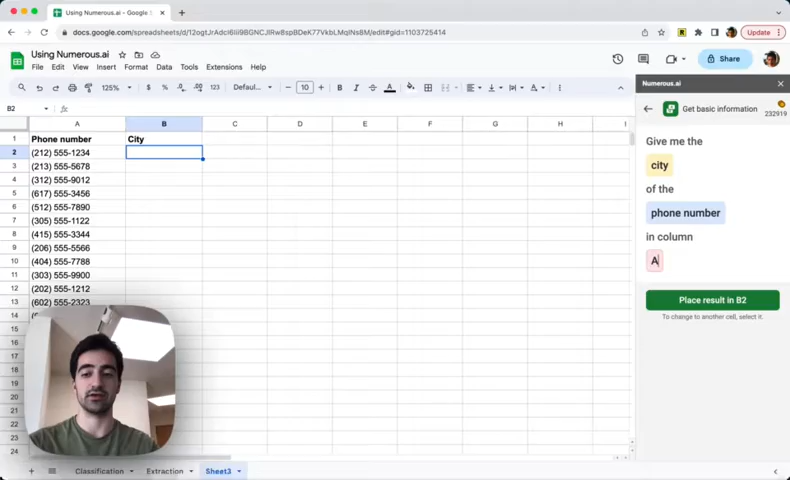 Using Numerous.ai - Google S
docs.google.com/spreadsheets/d/12ogtJrAdcI6lii9BGNCJIRw8spBDeK77VkbLMqINs8M/edit#gid=1103725414
Update
Using Numerous.ai
File Edit View Insert Format Data Tools Extensions Help
Share
125% $ % .0 .00 123 Defaul... 10 B I A
B2 fx
A B C D E F G H I
1 Phone number City
2 (212) 555-1234
3 (213) 555-5678
4 (312) 555-9012
5 (617) 555-3456
6 (512) 555-7890
7 (305) 555-1122
8 (415) 555-3344
9 (206) 555-5566
10 (404) 555-7788
11 (303) 555-9900
12 (202) 555-1212
13 (602) 555-2323
14
15
16
17
18
19
20
21
22
23
24
Classification Extraction Sheet3
Numerous.ai
Get basic information 232919
Give me the
city
of the
phone number
in column
A
Place result in B2
To change to another cell, select it.